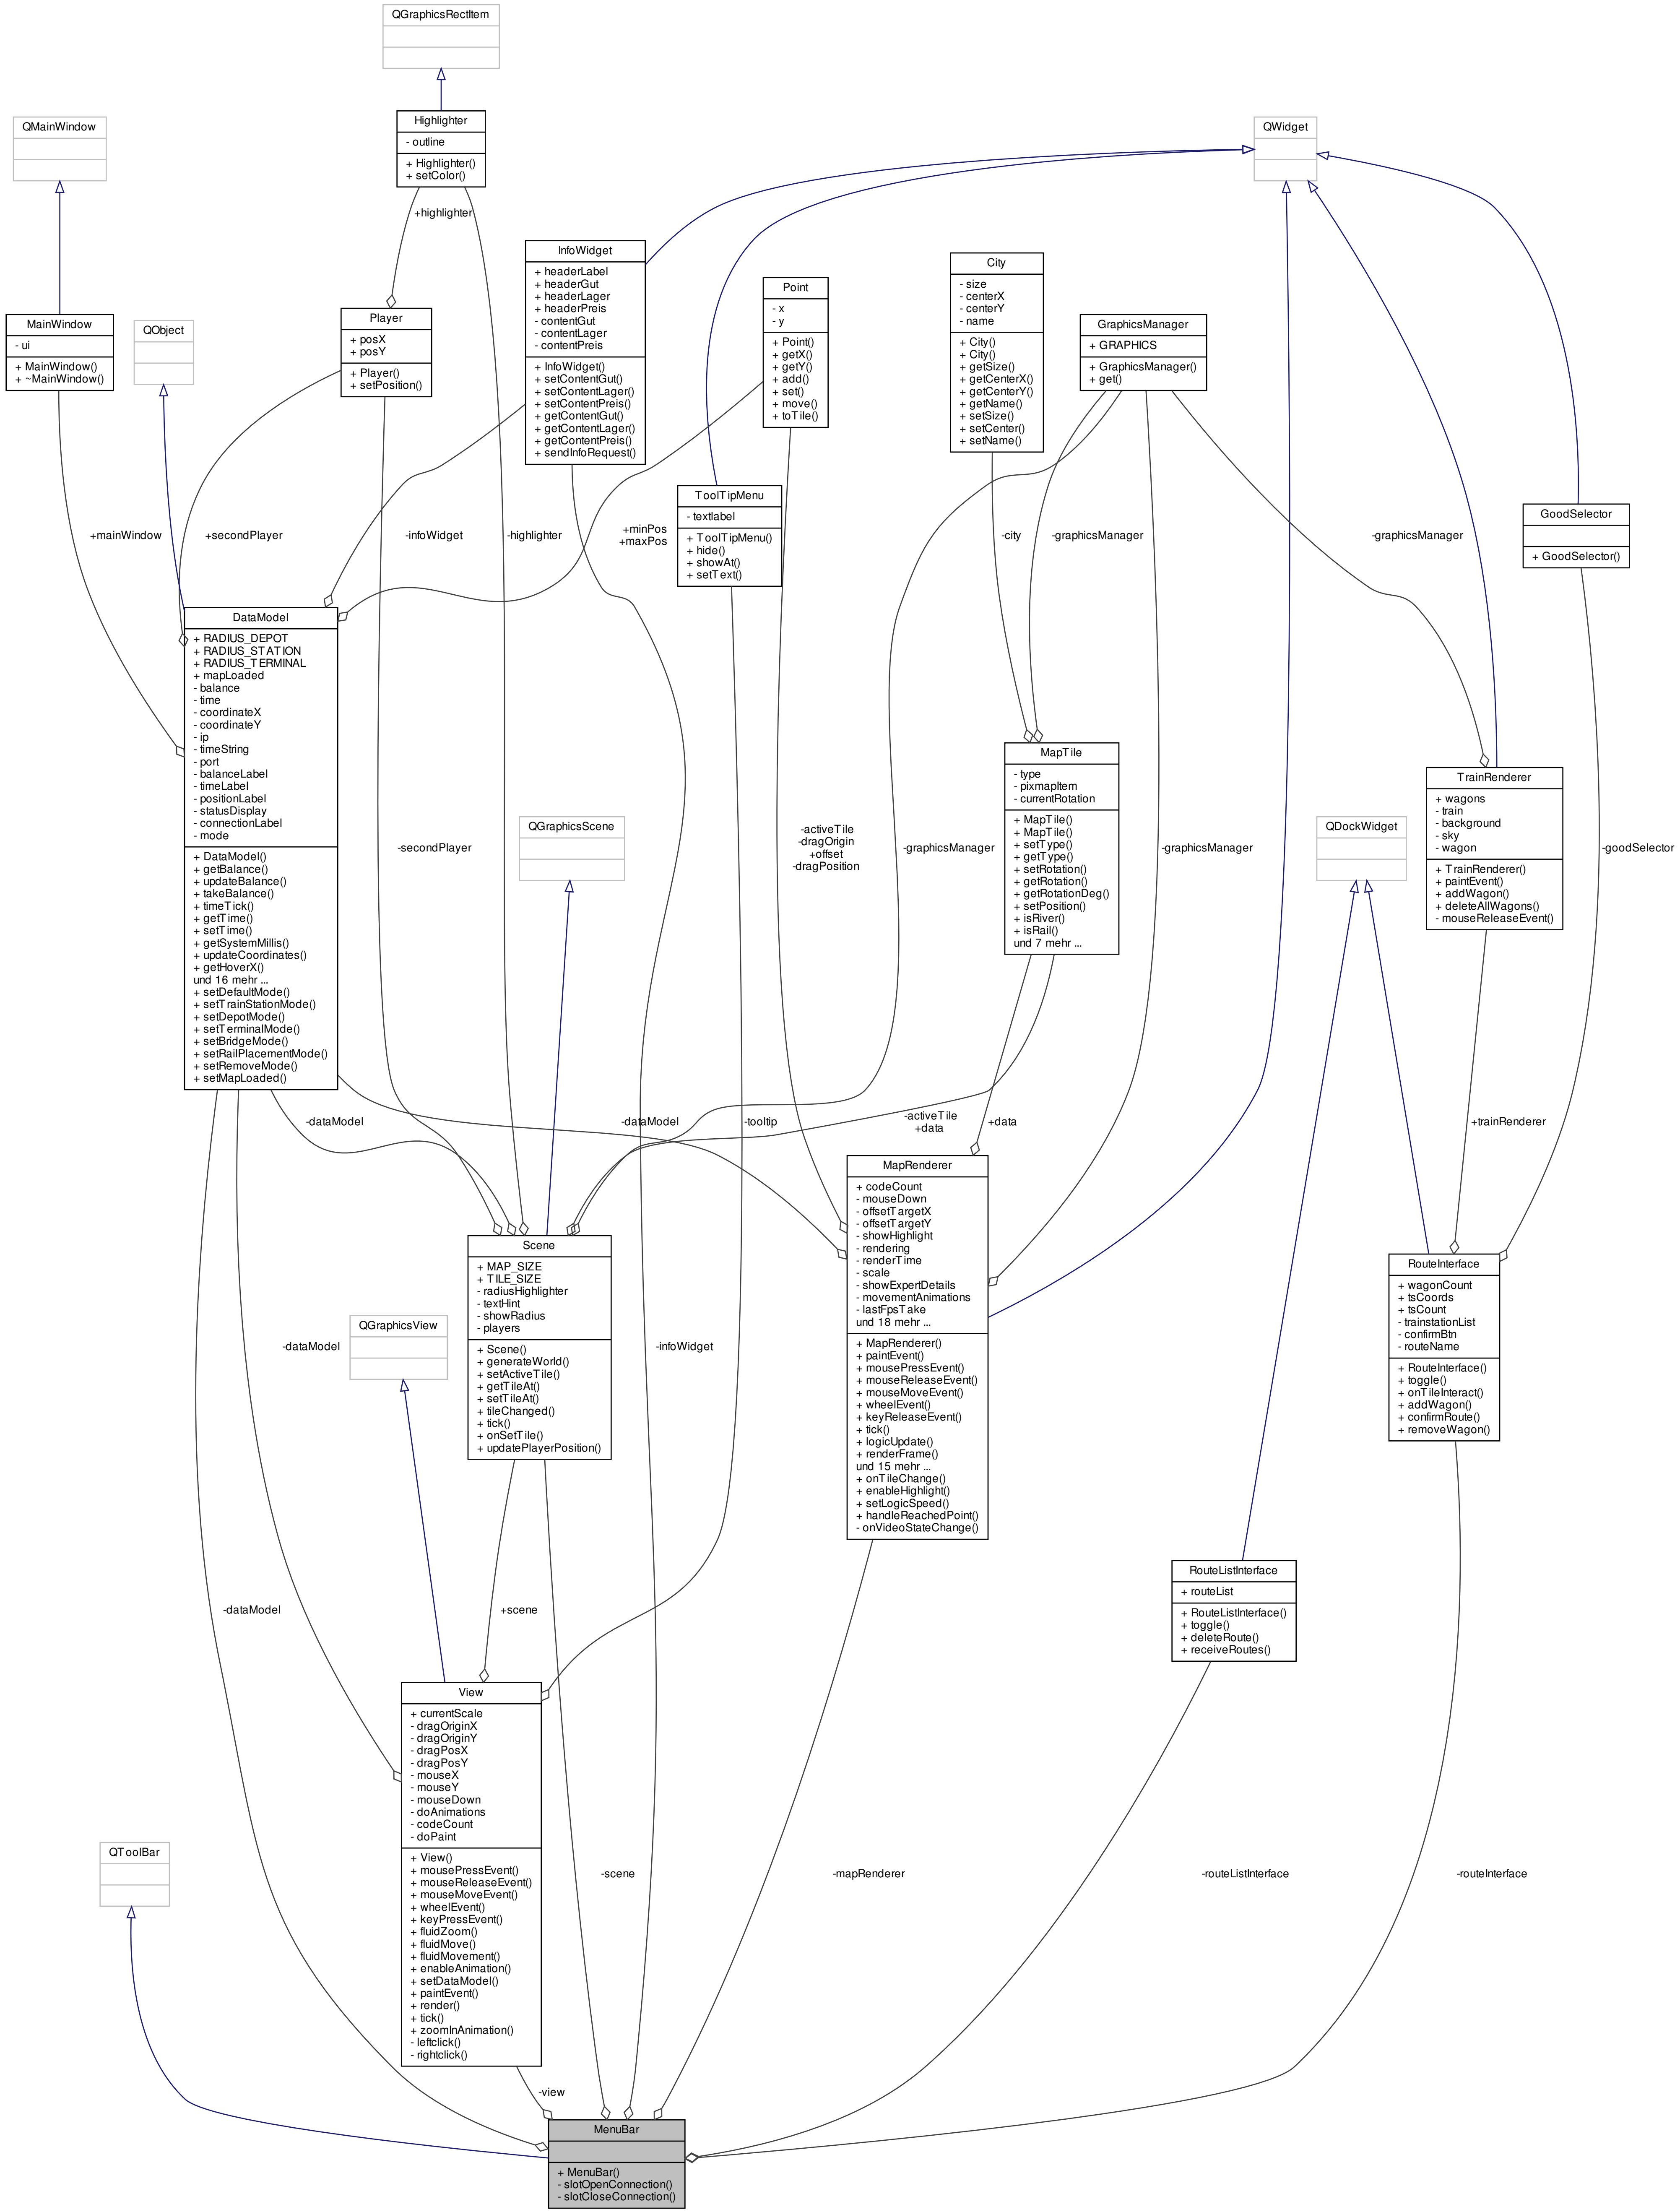 QGraphicsRectItem
Highlighter
- outline
+ Highlighter()
+ setColor()
QMainWindow
QWidget
+highlighter
InfoWidget
+ headerLabel
+ headerGut
+ headerLager
+ headerPreis
- contentGut
- contentLager
- contentPreis
+ InfoWidget()
+ setContentGut()
+ setContentLager()
+ setContentPreis()
+ getContentGut()
+ getContentLager()
+ getContentPreis()
+ sendInfoRequest()
City
- size
- centerX
- centerY
- name
+ City()
+ City()
+ getSize()
+ getCenterX()
+ getCenterY()
+ getName()
+ setSize()
+ setCenter()
+ setName()
Point
- x
- y
+ Point()
+ getX()
+ getY()
+ add()
+ set()
+ move()
+ toTile()
Player
+ posX
+ posY
+ Player()
+ setPosition()
MainWindow
- ui
+ MainWindow()
+ ~MainWindow()
QObject
GraphicsManager
+ GRAPHICS
+ GraphicsManager()
+ get()
ToolTipMenu
- textlabel
+ ToolTipMenu()
+ hide()
+ showAt()
+ setText()
GoodSelector
+ GoodSelector()
+mainWindow
+secondPlayer
-infoWidget
-highlighter
+minPos
+maxPos
-city
-graphicsManager
-graphicsManager
DataModel
+ RADIUS_DEPOT
+ RADIUS_STATION
+ RADIUS_TERMINAL
+ mapLoaded
- balance
- time
- coordinateX
- coordinateY
- ip
- timeString
- port
- balanceLabel
- timeLabel
- positionLabel
- statusDisplay
- connectionLabel
- mode
+ DataModel()
+ getBalance()
+ updateBalance()
+ takeBalance()
+ timeTick()
+ getTime()
+ setTime()
+ getSystemMillis()
+ updateCoordinates()
+ getHoverX()
und 16 mehr ...
+ setDefaultMode()
+ setTrainStationMode()
+ setDepotMode()
+ setTerminalMode()
+ setBridgeMode()
+ setRailPlacementMode()
+ setRemoveMode()
+ setMapLoaded()
MapTile
- type
- pixmapItem
- currentRotation
+ MapTile()
+ MapTile()
+ setType()
+ getType()
+ setRotation()
+ getRotation()
+ getRotationDeg()
+ setPosition()
+ isRiver()
+ isRail()
und 7 mehr ...
TrainRenderer
+ wagons
- train
- background
- sky
- wagon
+ TrainRenderer()
+ paintEvent()
+ addWagon()
+ deleteAllWagons()
- mouseReleaseEvent()
QGraphicsScene
QDockWidget
-secondPlayer
-activeTile
-dragOrigin
+offset
-dragPosition
-graphicsManager
-graphicsManager
-goodSelector
-dataModel
-dataModel
-tooltip
-activeTile
+data
+data
+trainRenderer
MapRenderer
+ codeCount
- mouseDown
- offsetTargetX
- offsetTargetY
- showHighlight
- rendering
- renderTime
- scale
- showExpertDetails
- movementAnimations
- lastFpsTake
und 18 mehr ...
+ MapRenderer()
+ paintEvent()
+ mousePressEvent()
+ mouseReleaseEvent()
+ mouseMoveEvent()
+ wheelEvent()
+ keyReleaseEvent()
+ tick()
+ logicUpdate()
+ renderFrame()
und 15 mehr ...
+ onTileChange()
+ enableHighlight()
+ setLogicSpeed()
+ handleReachedPoint()
- onVideoStateChange()
Scene
+ MAP_SIZE
+ TILE_SIZE
- radiusHighlighter
- textHint
- showRadius
- players
+ Scene()
+ generateWorld()
+ setActiveTile()
+ getTileAt()
+ setTileAt()
+ tileChanged()
+ tick()
+ onSetTile()
+ updatePlayerPosition()
RouteInterface
+ wagonCount
+ tsCoords
+ tsCount
- trainstationList
- confirmBtn
- routeName
+ RouteInterface()
+ toggle()
+ onTileInteract()
+ addWagon()
+ confirmRoute()
+ removeWagon()
QGraphicsView
-dataModel
-infoWidget
RouteListInterface
+ routeList
+ RouteListInterface()
+ toggle()
+ deleteRoute()
+ receiveRoutes()
-dataModel
+scene
View
+ currentScale
- dragOriginX
- dragOriginY
- dragPosX
- dragPosY
- mouseX
- mouseY
- mouseDown
- doAnimations
- codeCount
- doPaint
+ View()
+ mousePressEvent()
+ mouseReleaseEvent()
+ mouseMoveEvent()
+ wheelEvent()
+ keyPressEvent()
+ fluidZoom()
+ fluidMove()
+ fluidMovement()
+ enableAnimation()
+ setDataModel()
+ paintEvent()
+ render()
+ tick()
+ zoomInAnimation()
- leftclick()
- rightclick()
QToolBar
-scene
-mapRenderer
-routeListInterface
-routeInterface
-view
MenuBar
+ MenuBar()
- slotOpenConnection()
- slotCloseConnection()